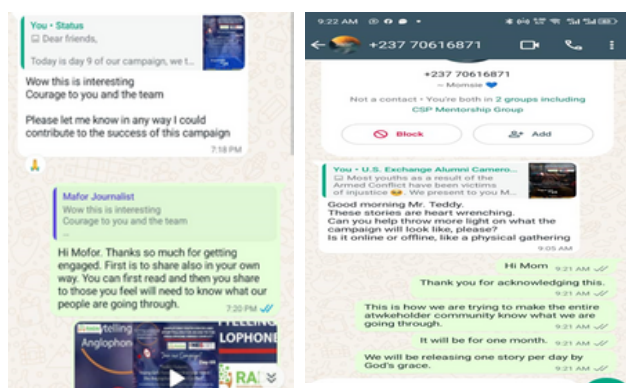 You • Status
Dear friends,
Today is day 9 of our campaign, we t...
Wow this is interesting
Courage to you and the team
Please let me know in any way I could
contribute to the success of this campaign
7:18 PM
Mafor Journalist
Wow this is interesting
Courage to you and the team
...
Hi Mofor. Thanks so much for getting
engaged. First is to share also in your own
way. You can first read and then you share
to those you feel will need to know what our
people are going through.
7:20 PM
ytelling
Anglophon
LOPHONE
RA
9:22 AM
+237 70616871
+237 70616871
~ Momsie
Not a contact • You're both in 2 groups including
CSP Mentorship Group
Block
Add
You • U.S. Exchange Alumni Camero...
Most youths as a result of the
Armed Conflict have been victims
of injustice. We present to you M...
Good morning Mr. Teddy.
These stories are heart wrenching.
Can you help throw more light on what the
campaign will look like, please?
Is it online or offline, like a physical gathering
9:05 AM
Hi Mom 9:21 AM
Thank you for acknowledging this.
9:21 AM
This is how we are trying to make the entire
atwkeholder community know what we are
going through.
9:21 AM
It will be for one month. 9:21 AM
We will be releasing one story per day by
God's grace.
9:21 AM